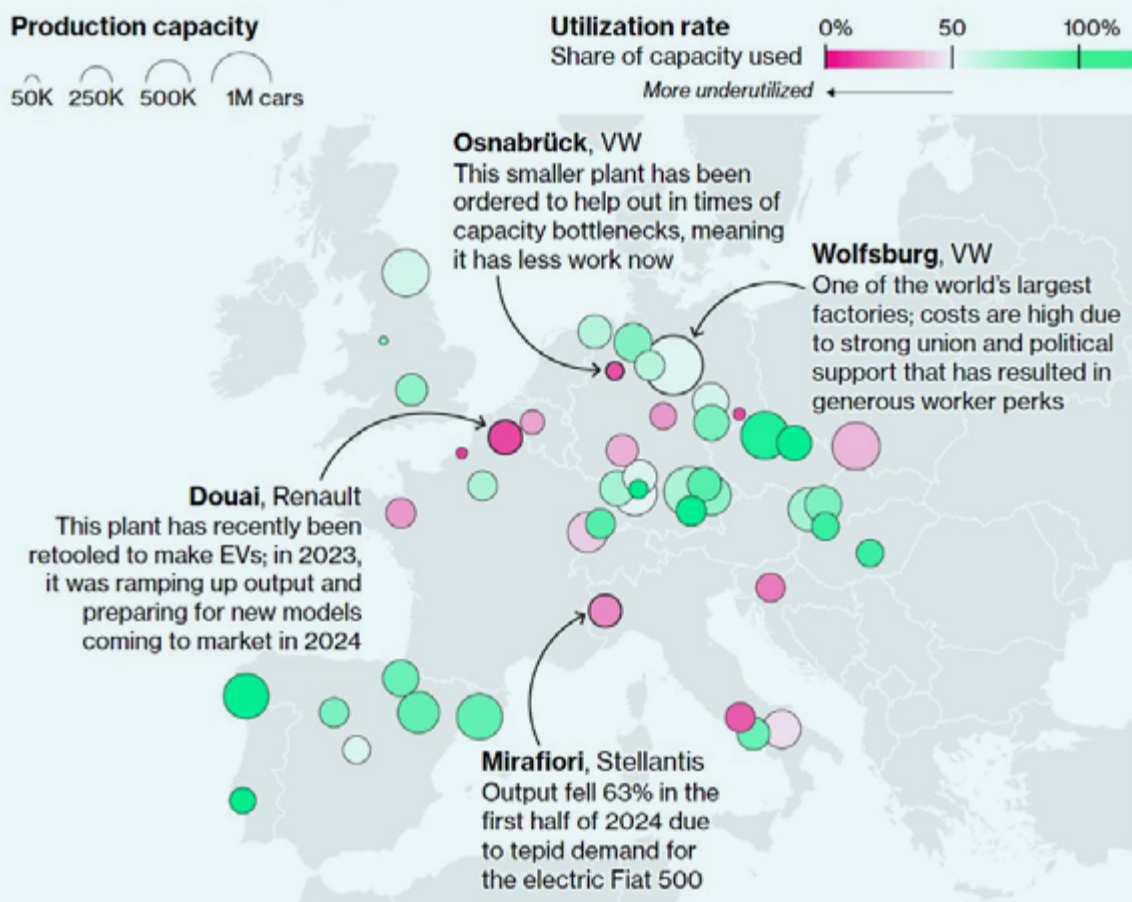 Production capacity
50K 250K 500K 1M cars
Utilization rate
Share of capacity used
0% 50 100%
More underutilized
Osnabrück, VW
This smaller plant has been
ordered to help out in times of
capacity bottlenecks, meaning
it has less work now
Wolfsburg, VW
One of the world's largest
factories; costs are high due
to strong union and political
support that has resulted in
generous worker perks
Douai, Renault
This plant has recently been
retooled to make EVs; in 2023,
it was ramping up output and
preparing for new models
coming to market in 2024
Mirafiori, Stellantis
Output fell 63% in the
first half of 2024 due
to tepid demand for
the electric Fiat 500